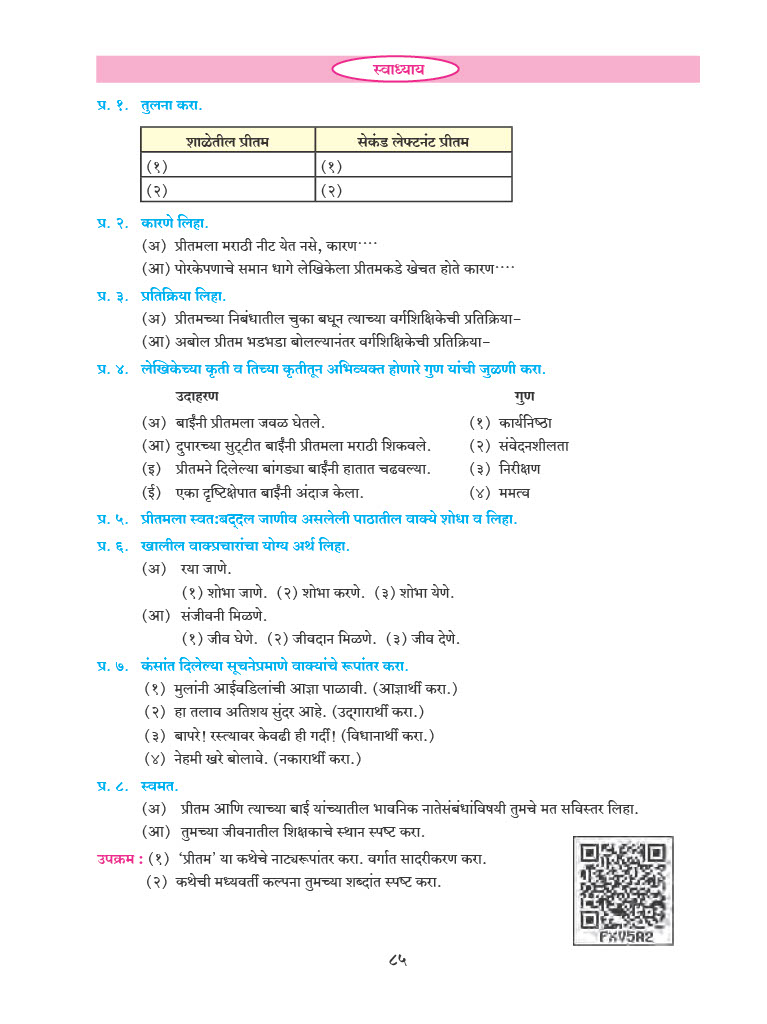 स्वाध्याय
प्र. १. तुलना करा.
शाळेतील प्रीतम सेकंड लेफ्टनंट प्रीतम
(१) (१)
(२) (२)
प्र. २. कारणे लिहा.
(अ) प्रीतमला मराठी नीट येत नसे, कारण····
(आ) पोरकेपणाचे समान धागे लेखिकेला प्रीतमकडे खेचत होते कारण····
प्र. ३. प्रतिक्रिया लिहा.
(अ) प्रीतमच्या निबंधातील चुका बघून त्याच्या वर्गशिक्षिकेची प्रतिक्रिया–
(आ) अबोल प्रीतम भडभडा बोलल्यानंतर वर्गशिक्षिकेची प्रतिक्रिया–
प्र. ४. लेखिकेच्या कृती व तिच्या कृतीतून अभिव्यक्त होणारे गुण यांची जुळणी करा.
उदाहरण गुण
(अ) बाईंनी प्रीतमला जवळ घेतले. (१) कार्यनिष्ठा
(आ) दुपारच्या सुट्टीत बाईंनी प्रीतमला मराठी शिकवले. (२) संवेदनशीलता
(इ) प्रीतमने दिलेल्या बांगड्या बाईंनी हातात चढवल्या. (३) निरीक्षण
(ई) एका दृष्टिक्षेपात बाईंनी अंदाज केला. (४) ममत्व
प्र. ५. प्रीतमला स्वत:बद्दल जाणीव असलेली पाठातील वाक्ये शोधा व लिहा.
प्र. ६. खालील वाक्प्रचारांचा योग्य अर्थ लिहा.
(अ) रया जाणे.
(१) शोभा जाणे. (२) शोभा करणे. (३) शोभा येणे.
(आ) संजीवनी मिळणे.
(१) जीव घेणे. (२) जीवदान मिळणे. (३) जीव देणे.
प्र. ७. कंसांत दिलेल्या सूचनेप्रमाणे वाक्यांचे रूपांतर करा.
(१) मुलांनी आईवडिलांची आज्ञा पाळावी. (आज्ञार्थी करा.)
(२) हा तलाव अतिशय सुंदर आहे. (उद्गारार्थी करा.)
(३) बापरे! रस्त्यावर केवढी ही गर्दी! (विधानार्थी करा.)
(४) नेहमी खरे बोलावे. (नकारार्थी करा.)
प्र. ८. स्वमत.
(अ) प्रीतम आणि त्याच्या बाई यांच्यातील भावनिक नातेसंबंधांविषयी तुमचे मत सविस्तर लिहा.
(आ) तुमच्या जीवनातील शिक्षकाचे स्थान स्पष्ट करा.
उपक्रम : (१) ‘प्रीतम’ या कथेचे नाट्यरूपांतर करा. वर्गात सादरीकरण करा.
(२) कथेची मध्यवर्ती कल्पना तुमच्या शब्दांत स्पष्ट करा.
PXV5A2
८५